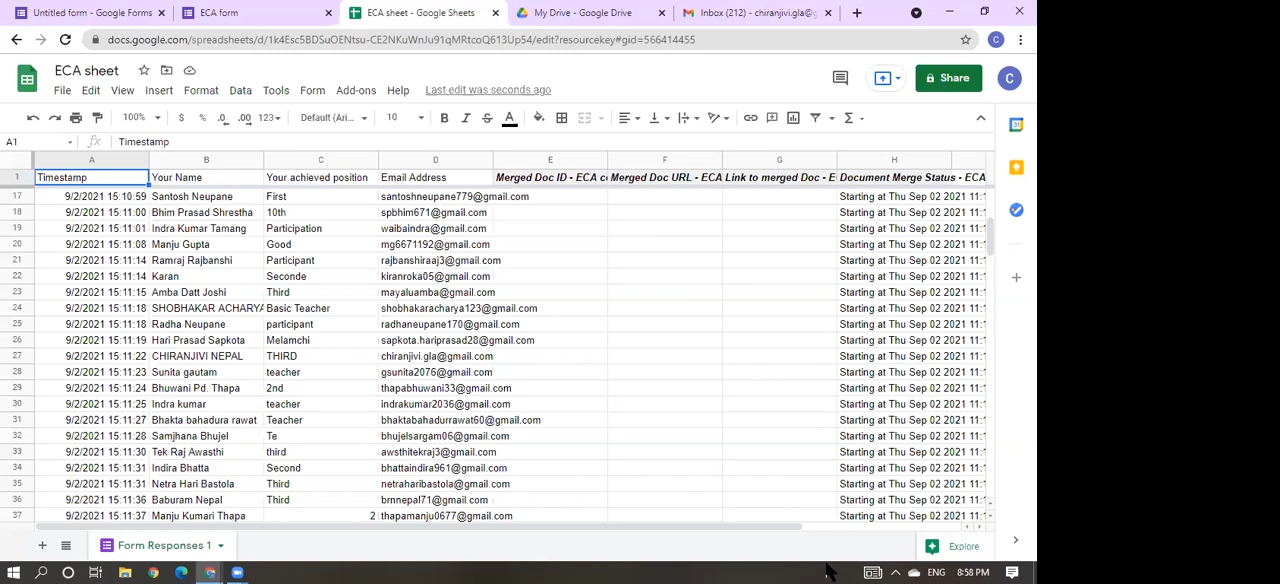 Untitled form - Google Forms
ECA form
ECA sheet - Google Sheets
My Drive - Google Drive
Inbox (212) - chiranjivi.gla@g
docs.google.com/spreadsheets/d/1k4Esc5BDSuOENtsu-CE2NKuWnJu91qMRtcoQ613Up54/edit?resourcekey#gid=566414455
C
ECA sheet
Share
C
File Edit View Insert Format Data Tools Form Add-ons Help Last edit was seconds ago
100% $ % .0 .00 123 Default (Ari... 10 B I S A
A1 fx Timestamp
A B C D E F G H
1 Timestamp Your Name Your achieved position Email Address Merged Doc ID - ECA ce Merged Doc URL - ECA Link to merged Doc - E Document Merge Status - ECA
17 9/2/2021 15:10:59 Santosh Neupane First santoshneupane779@gmail.com Starting at Thu Sep 02 2021 11:1
18 9/2/2021 15:11:00 Bhim Prasad Shrestha 10th spbhim671@gmail.com Starting at Thu Sep 02 2021 11:1
19 9/2/2021 15:11:01 Indra Kumar Tamang Participation waibaindra@gmail.com Starting at Thu Sep 02 2021 11:1
20 9/2/2021 15:11:08 Manju Gupta Good mg6671192@gmail.com Starting at Thu Sep 02 2021 11:1
21 9/2/2021 15:11:14 Ramraj Rajbanshi Participant rajbanshiraaj3@gmail.com Starting at Thu Sep 02 2021 11:1
22 9/2/2021 15:11:14 Karan Seconde kiranroka05@gmail.com Starting at Thu Sep 02 2021 11:1
23 9/2/2021 15:11:15 Amba Datt Joshi Third mayaluamba@gmail.com Starting at Thu Sep 02 2021 11:1
24 9/2/2021 15:11:18 SHOBHAKAR ACHARYA Basic Teacher shobhakaracharya123@gmail.com Starting at Thu Sep 02 2021 11:1
25 9/2/2021 15:11:18 Radha Neupane participant radhaneupane170@gmail.com Starting at Thu Sep 02 2021 11:1
26 9/2/2021 15:11:19 Hari Prasad Sapkota Melamchi sapkota.hariprasad28@gmail.com Starting at Thu Sep 02 2021 11:1
27 9/2/2021 15:11:22 CHIRANJIVI NEPAL THIRD chiranjivi.gla@gmail.com Starting at Thu Sep 02 2021 11:1
28 9/2/2021 15:11:23 Sunita gautam teacher gsunita2076@gmail.com Starting at Thu Sep 02 2021 11:1
29 9/2/2021 15:11:24 Bhuwani Pd. Thapa 2nd thapabhuwani33@gmail.com Starting at Thu Sep 02 2021 11:1
30 9/2/2021 15:11:25 Indra kumar teacher indrakumar2036@gmail.com Starting at Thu Sep 02 2021 11:1
31 9/2/2021 15:11:27 Bhakta bahadura rawat Teacher bhaktabahadurrawat60@gmail.com Starting at Thu Sep 02 2021 11:1
32 9/2/2021 15:11:28 Samjhana Bhujel Te bhujelsargam06@gmail.com Starting at Thu Sep 02 2021 11:1
33 9/2/2021 15:11:30 Tek Raj Awasthi third awsthitekraj3@gmail.com Starting at Thu Sep 02 2021 11:1
34 9/2/2021 15:11:31 Indira Bhatta Second bhattaindira961@gmail.com Starting at Thu Sep 02 2021 11:1
35 9/2/2021 15:11:31 Netra Hari Bastola Third netraharibastola@gmail.com Starting at Thu Sep 02 2021 11:1
36 9/2/2021 15:11:36 Baburam Nepal Third brnnepal71@gmail.com Starting at Thu Sep 02 2021 11:1
37 9/2/2021 15:11:37 Manju Kumari Thapa 2 thapamanju0677@gmail.com Starting at Thu Sep 02 2021 11:1
Form Responses 1
Explore
ENG 8:58 PM